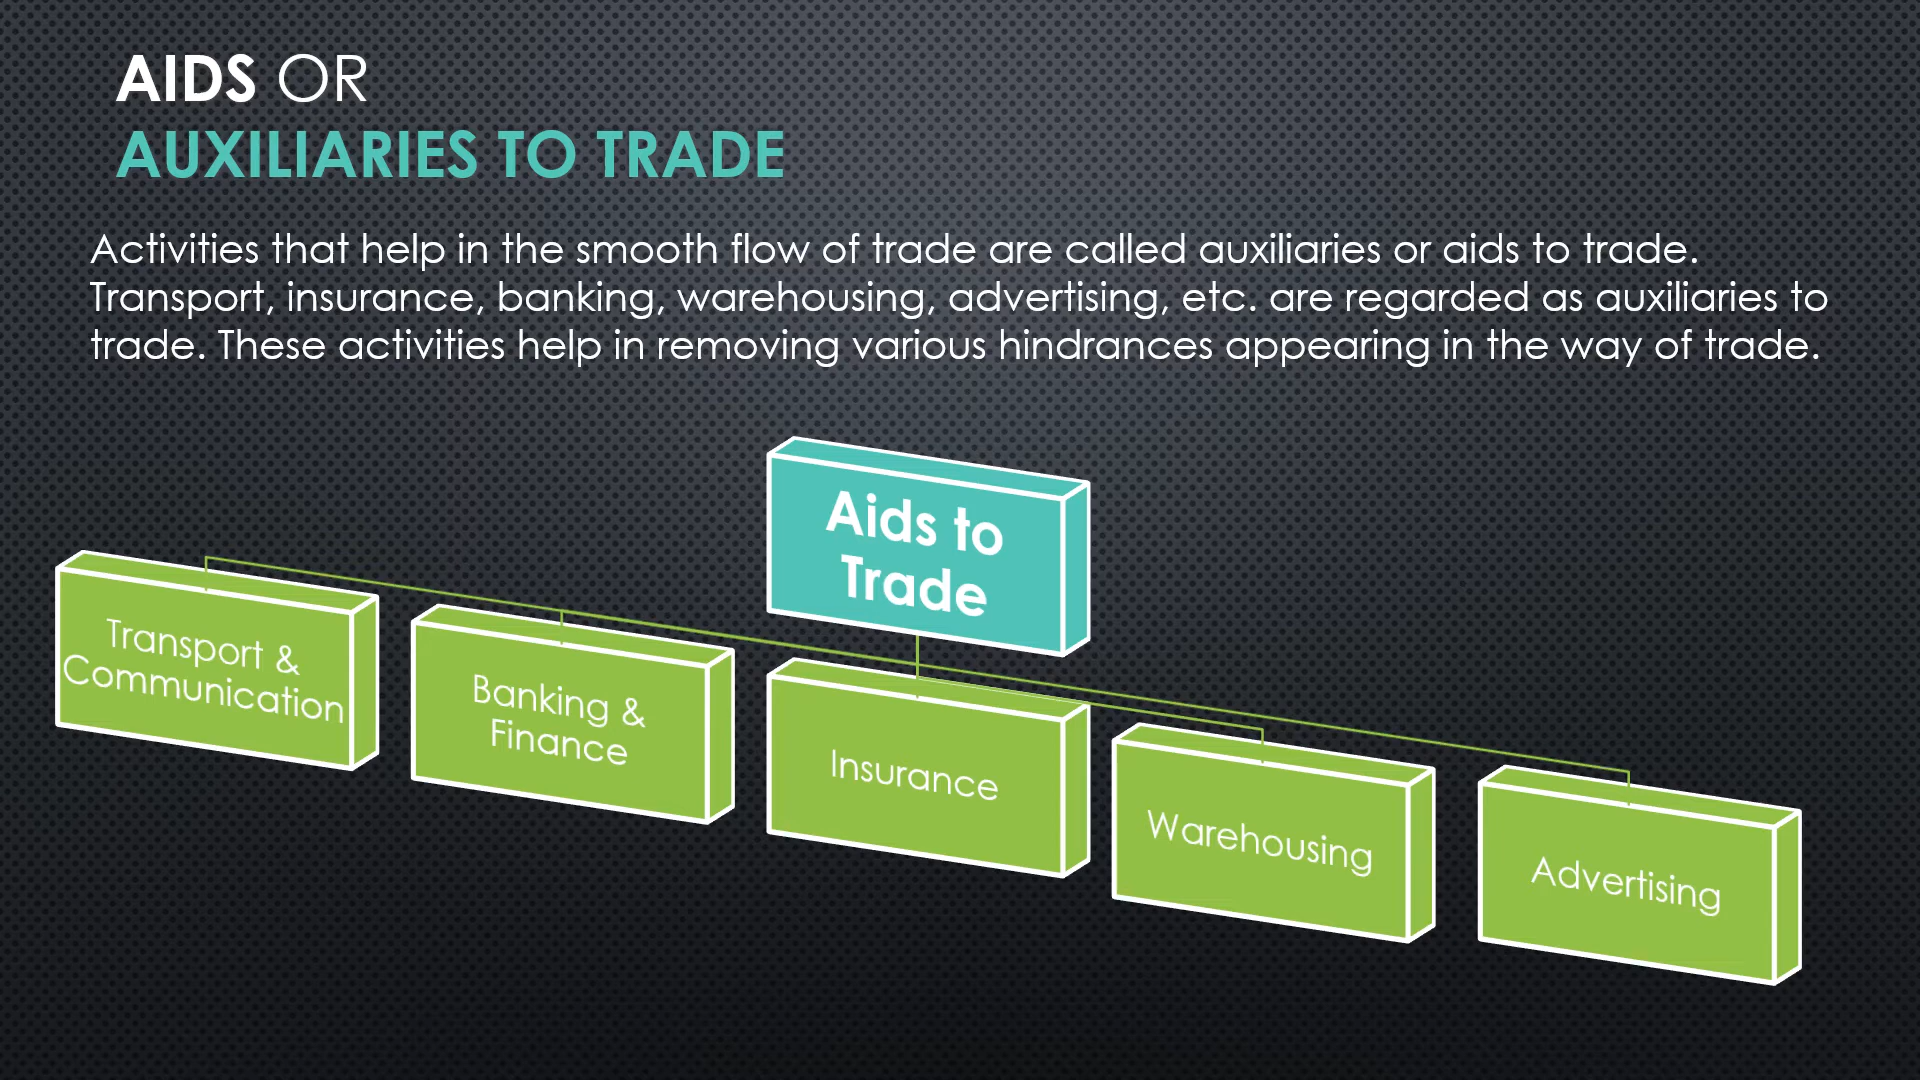 AIDS OR
AUXILIARIES TO TRADE
Activities that help in the smooth flow of trade are called auxiliaries or aids to trade.
Transport, insurance, banking, warehousing, advertising, etc. are regarded as auxiliaries to
trade. These activities help in removing various hindrances appearing in the way of trade.
Aids to
Trade
Transport &
Communication
Banking &
Finance
Insurance
Warehousing
Advertising